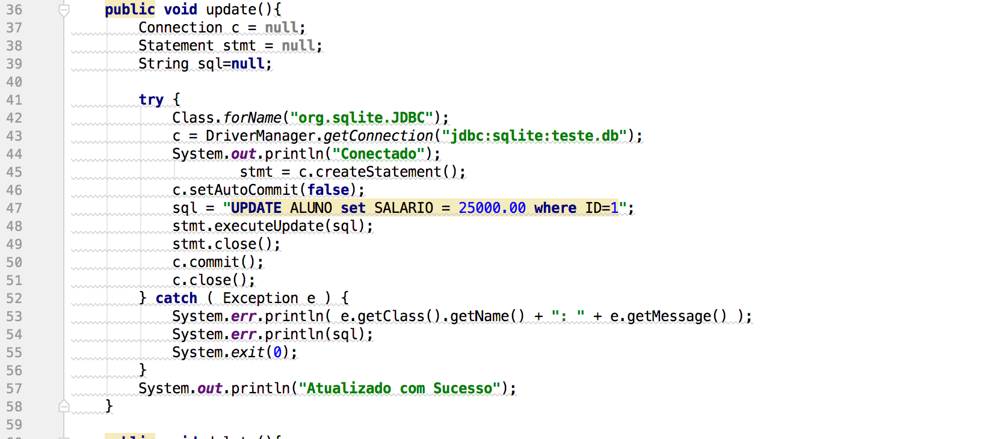 36 public void update(){
37 Connection c = null;
38 Statement stmt = null;
39 String sql=null;
40
41 try {
42 Class.forName("org.sqlite.JDBC");
43 c = DriverManager.getConnection("jdbc:sqlite:teste.db");
44 System.out.println("Conectado");
45 stmt = c.createStatement();
46 c.setAutoCommit(false);
47 sql = "UPDATE ALUNO set SALARIO = 25000.00 where ID=1";
48 stmt.executeUpdate(sql);
49 stmt.close();
50 c.commit();
51 c.close();
52 } catch ( Exception e ) {
53 System.err.println( e.getClass().getName() + ": " + e.getMessage() );
54 System.err.println(sql);
55 System.exit(0);
56 }
57 System.out.println("Atualizado com Sucesso");
58 }
59